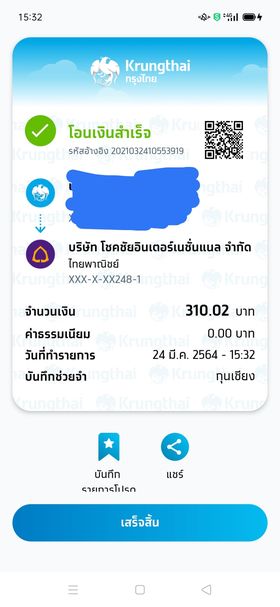 15:32
Krungthai
กรุงไทย
โอนเงินสำเร็จ
รหัสอ้างอิง 2021032410553919
บริษัท โชคชัยอินเตอร์เนชั่นแนล จำกัด
ไทยพาณิชย์
XXX-X-XX248-1
จำนวนเงิน 310.02 บาท
ค่าธรรมเนียม 0.00 บาท
วันที่ทำรายการ 24 มี.ค. 2564 - 15:32
บันทึกช่วยจำ กุนเชียง
บันทึก
รายการโปรด
แชร์
เสร็จสิ้น